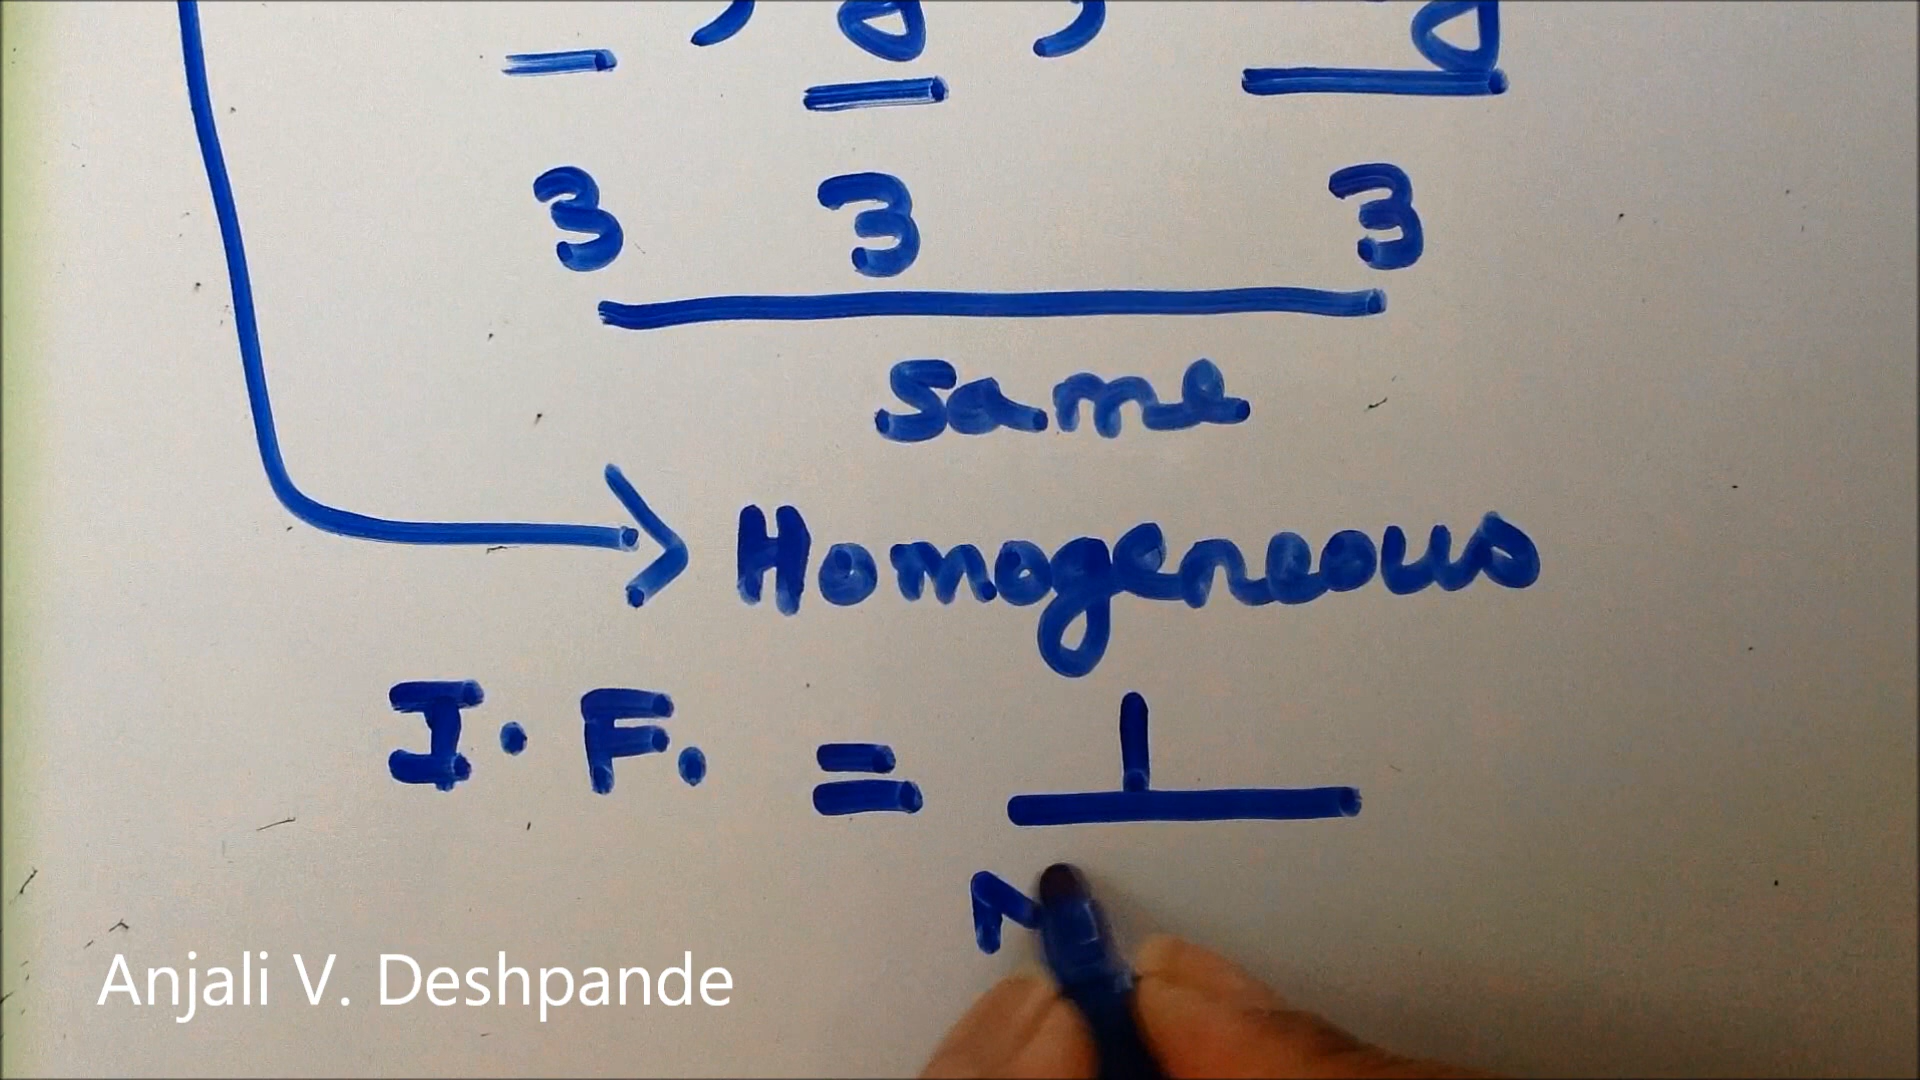 3 3 3
Same
Homogeneous
I.F. = 1
M
Anjali V. Deshpande